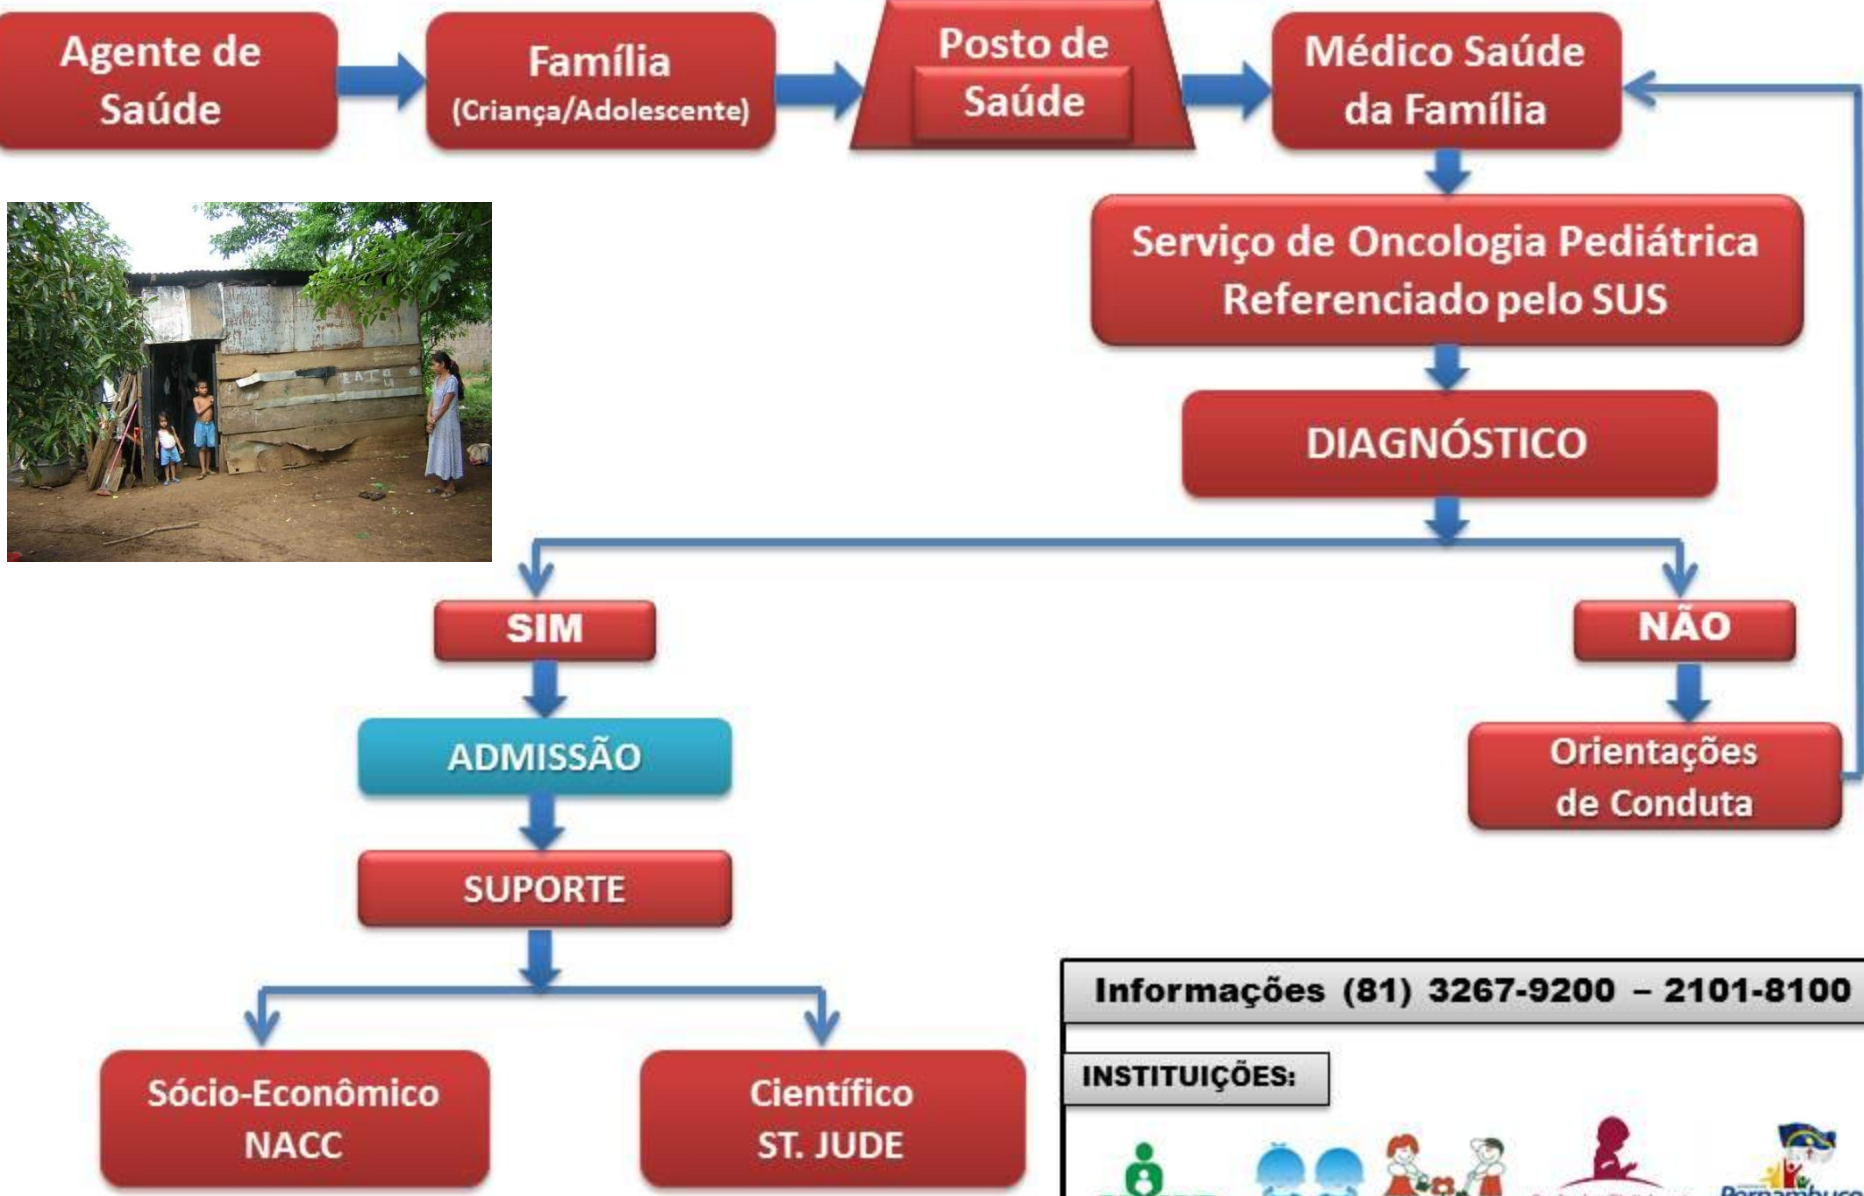 Agente de
Saúde
Família
(Criança/Adolescente)
Posto de
Saúde
Médico Saúde
da Família
Serviço de Oncologia Pediátrica
Referenciado pelo SUS
DIAGNÓSTICO
SIM
NÃO
ADMISSÃO
Orientações
de Conduta
SUPORTE
Sócio-Econômico
NACC
Científico
ST. JUDE
Informações (81) 3267-9200 – 2101-8100
INSTITUIÇÕES:
Pernambuco